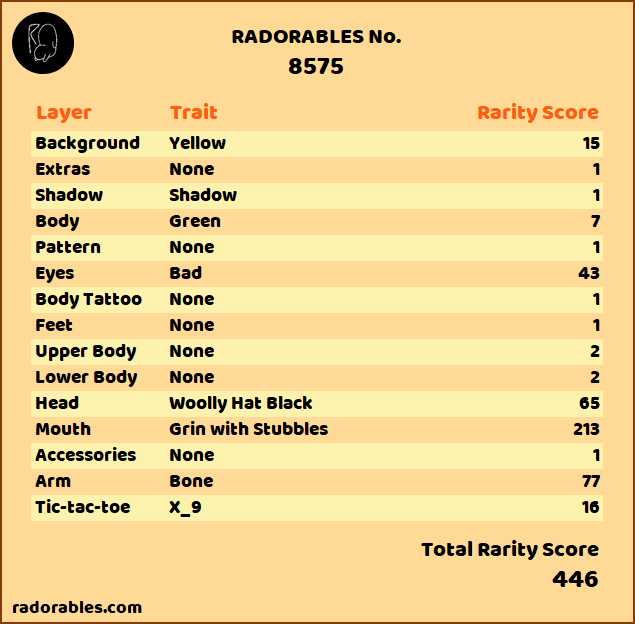 RADORABLES No.
8575
Layer Trait Rarity Score
Background Yellow 15
Extras None 1
Shadow Shadow 1
Body Green 7
Pattern None 1
Eyes Bad 43
Body Tattoo None 1
Feet None 1
Upper Body None 2
Lower Body None 2
Head Woolly Hat Black 65
Mouth Grin with Stubbles 213
Accessories None 1
Arm Bone 77
Tic-tac-toe X_9 16
Total Rarity Score
446
radorables.com